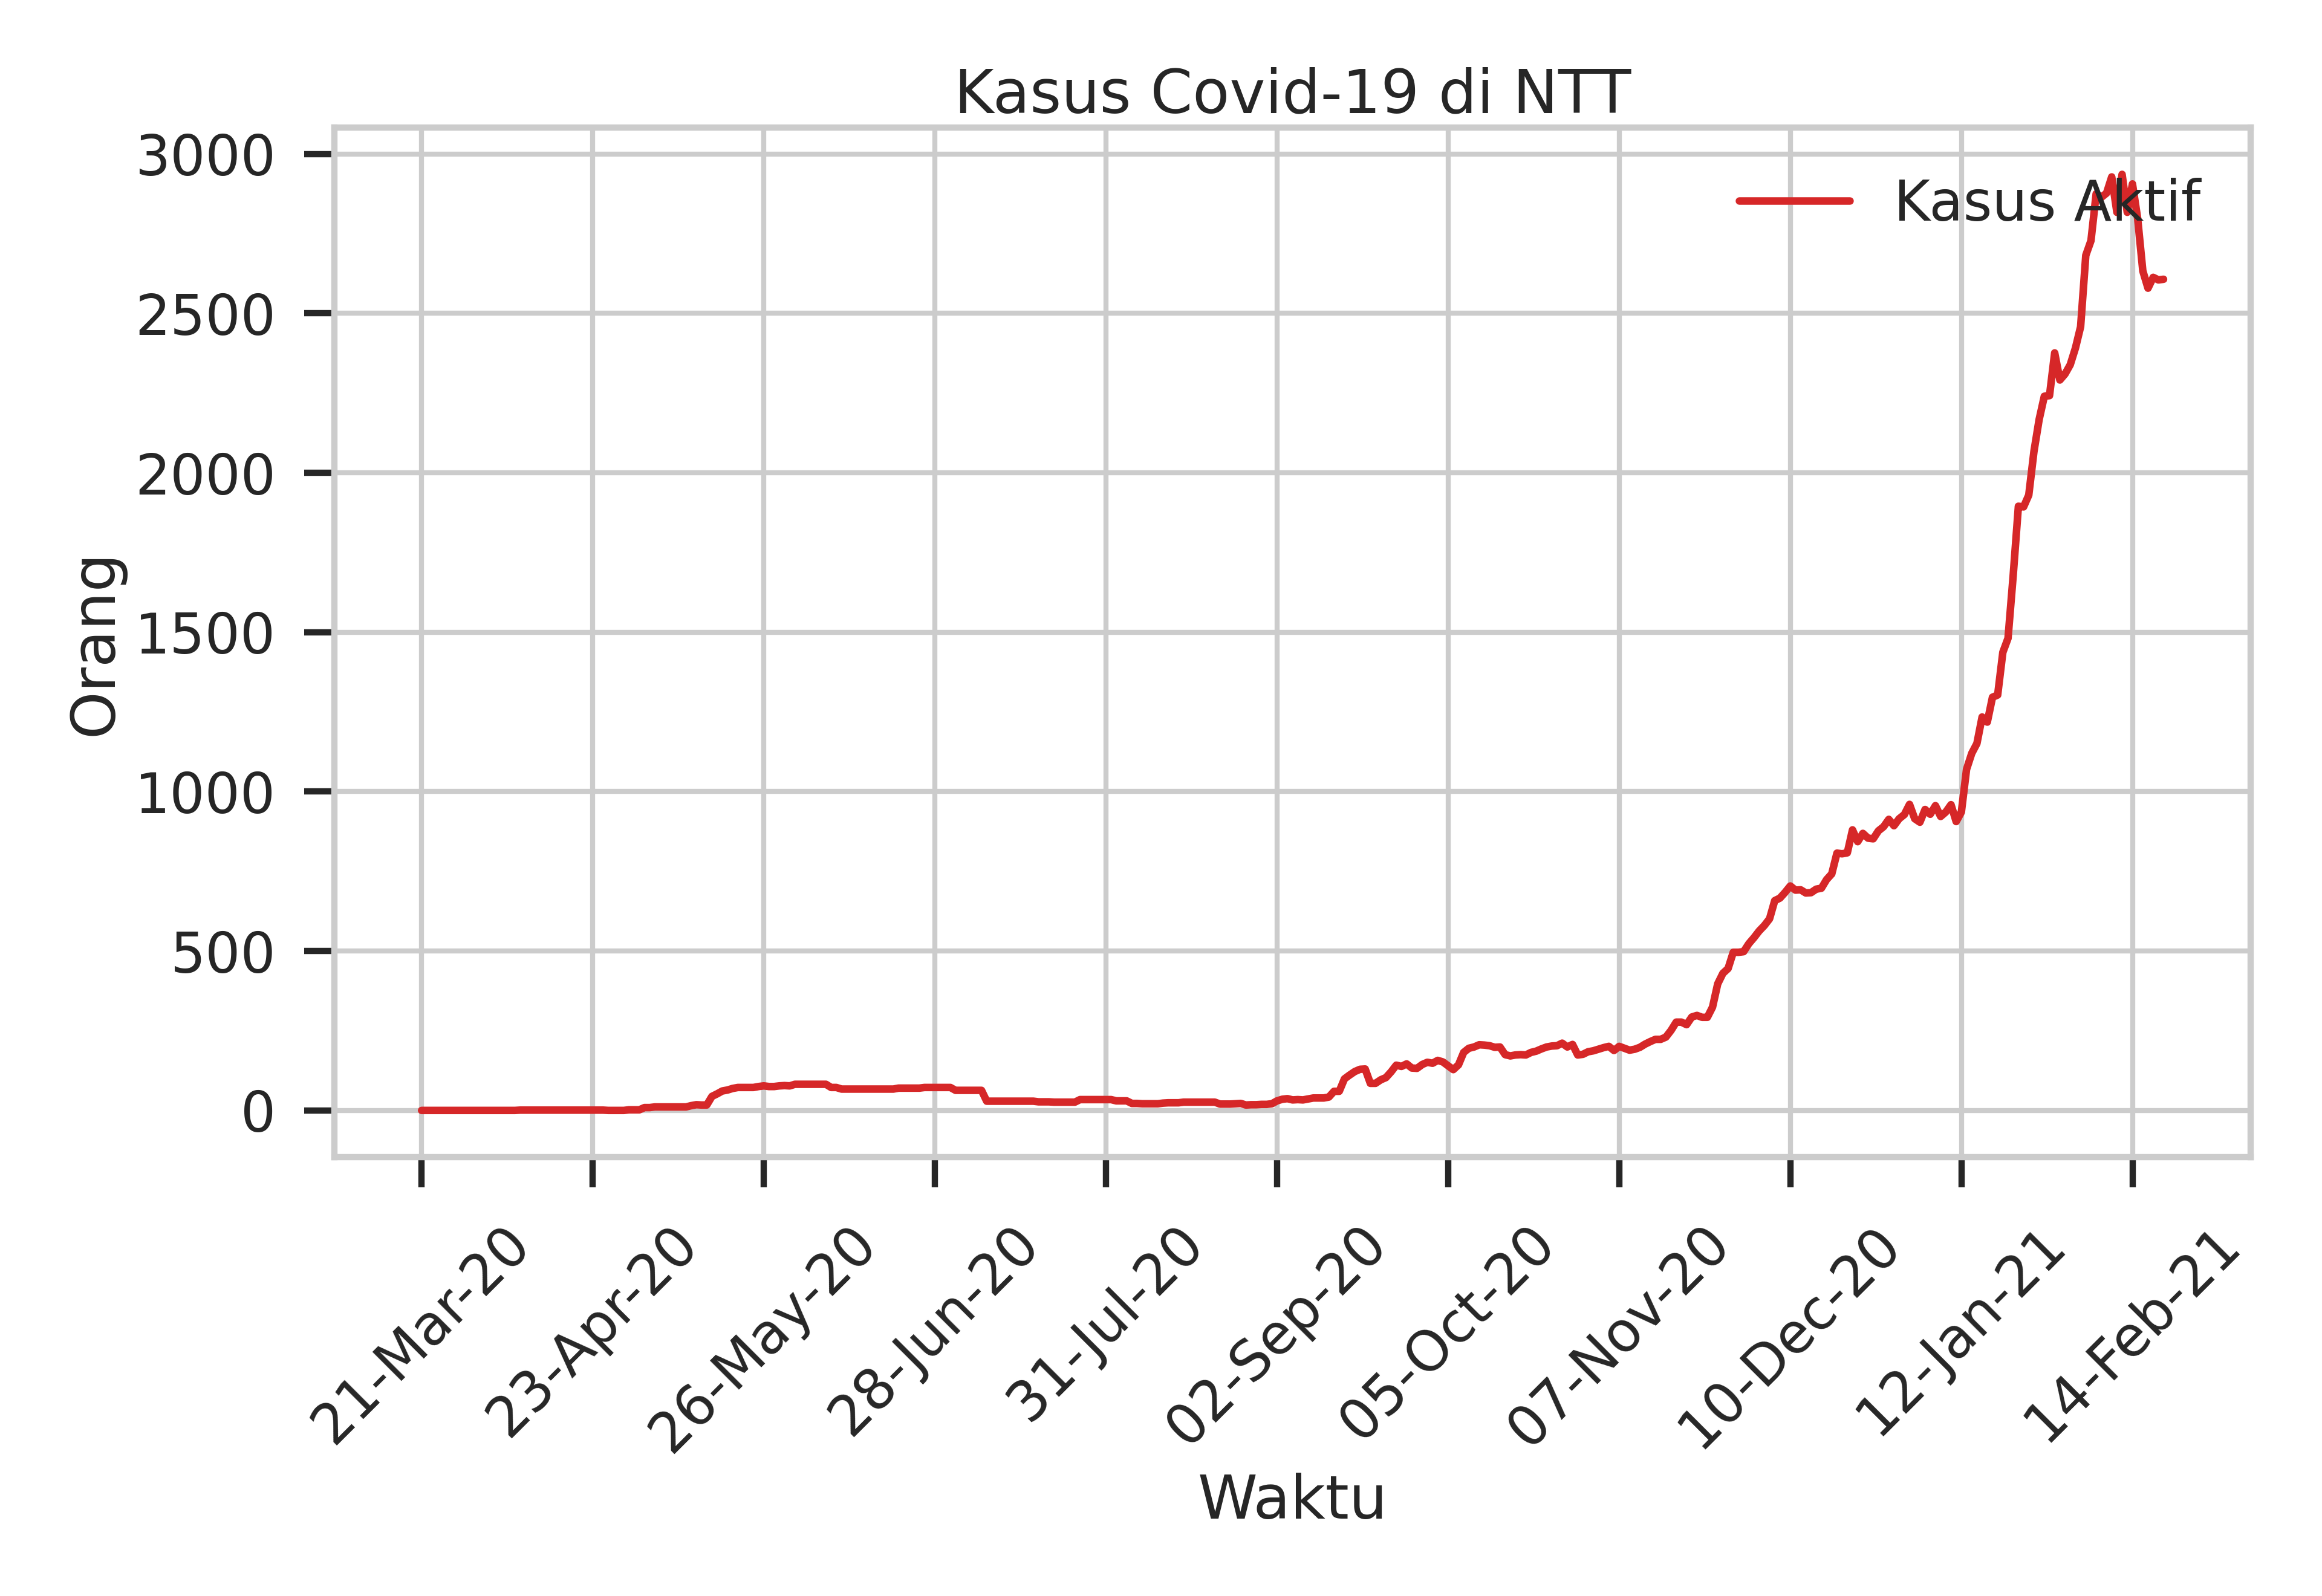 Kasus Covid-19 di NTT
Kasus Aktif
Orang
3000
2500
2000
1500
1000
500
0
21-Mar-20
23-Apr-20
26-May-20
28-Jun-20
31-Jul-20
02-Sep-20
05-Oct-20
07-Nov-20
10-Dec-20
12-Jan-21
14-Feb-21
Waktu